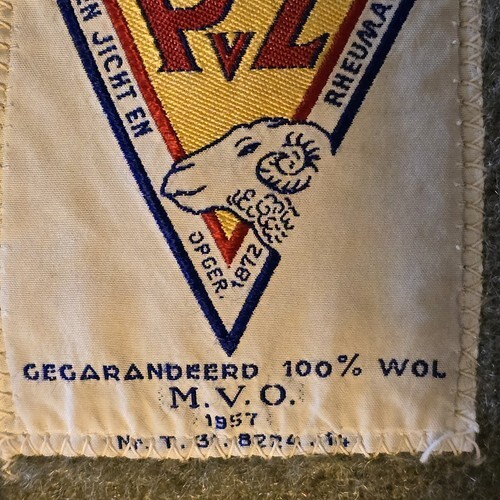 PVZ
EN JICHT EN
RHEUMA
OPGER. 1872
GEGARANDEERD 100% WOL
M.V.O.
1957